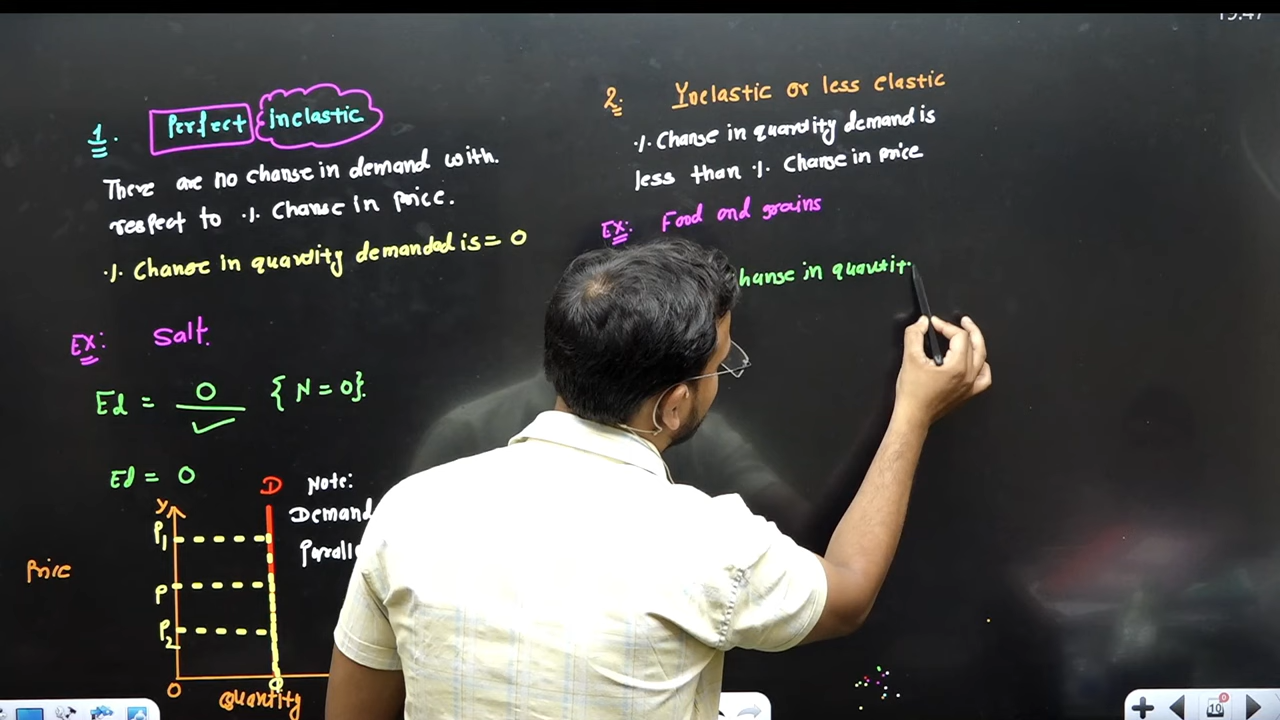 1. Perfect inelastic
There are no change in demand with.
respect to % Change in price.
% Change in quantity demanded is = 0
Ex: Salt.
Ed = 0 { N = 0}.
Ed = 0
D
Note:
Demand
Y
P1
P
P2
Price
O
Q
Quantity
2. Inelastic or less elastic
% Change in quantity demand is
less than % Change in price
Ex: Food and grains
hange in quantit
10